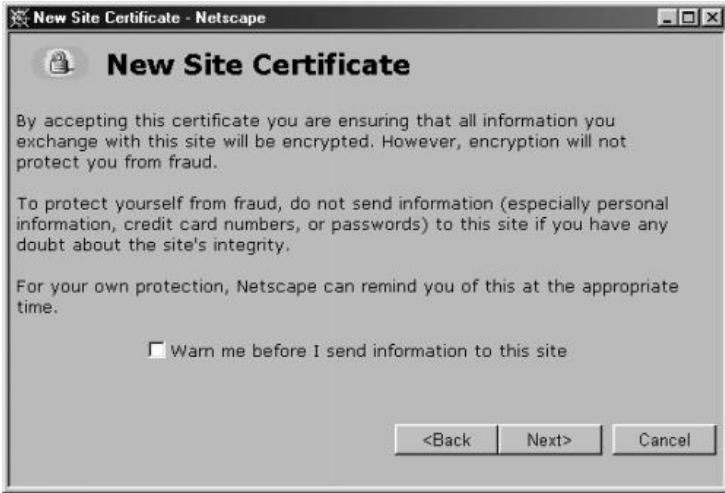 New Site Certificate - Netscape
New Site Certificate
By accepting this certificate you are ensuring that all information you
exchange with this site will be encrypted. However, encryption will not
protect you from fraud.
To protect yourself from fraud, do not send information (especially personal
information, credit card numbers, or passwords) to this site if you have any
doubt about the site's integrity.
For your own protection, Netscape can remind you of this at the appropriate
time.
Warn me before I send information to this site
<Back Next> Cancel